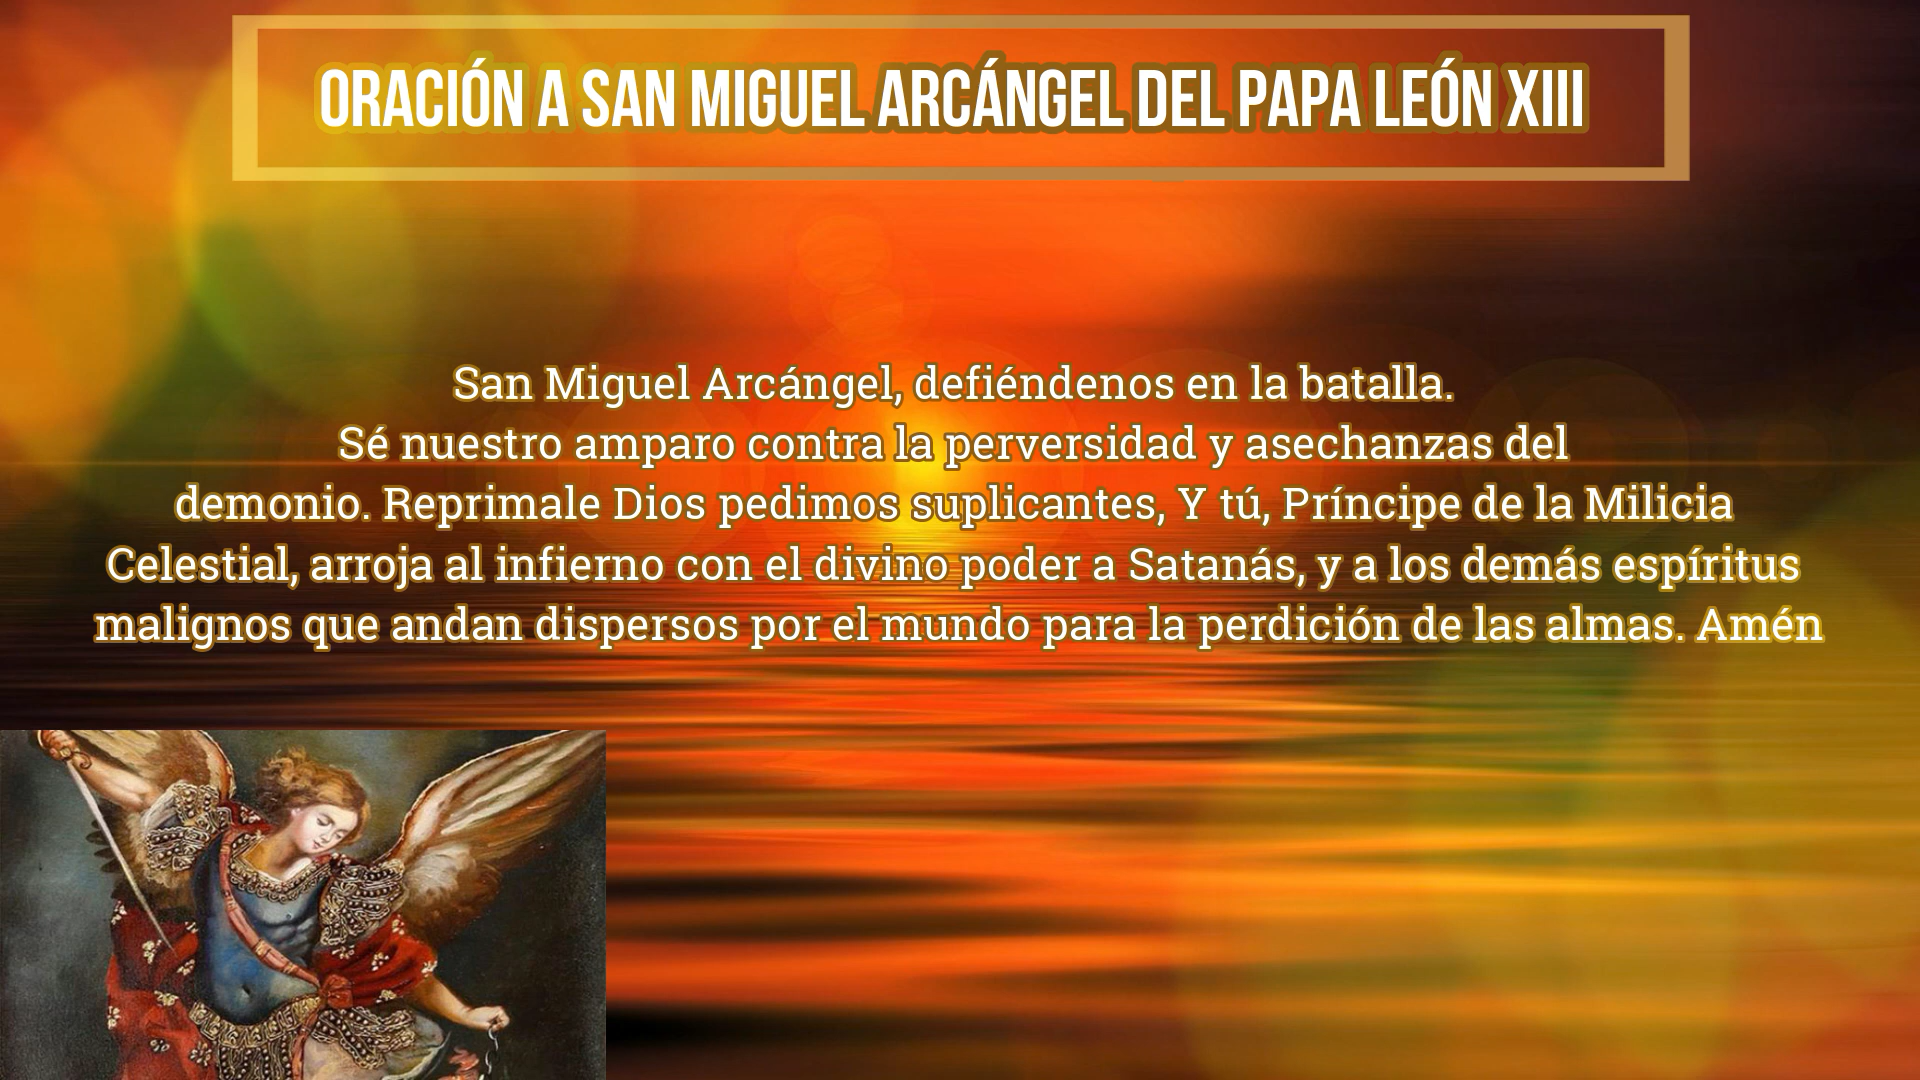 ORACIÓN A SAN MIGUEL ARCÁNGEL DEL PAPA LEÓN XIII
San Miguel Arcángel, defiéndenos en la batalla.
Sé nuestro amparo contra la perversidad y asechanzas del
demonio. Reprimale Dios pedimos suplicantes, Y tú, Príncipe de la Milicia
Celestial, arroja al infierno con el divino poder a Satanás, y a los demás espíritus
malignos que andan dispersos por el mundo para la perdición de las almas. Amén